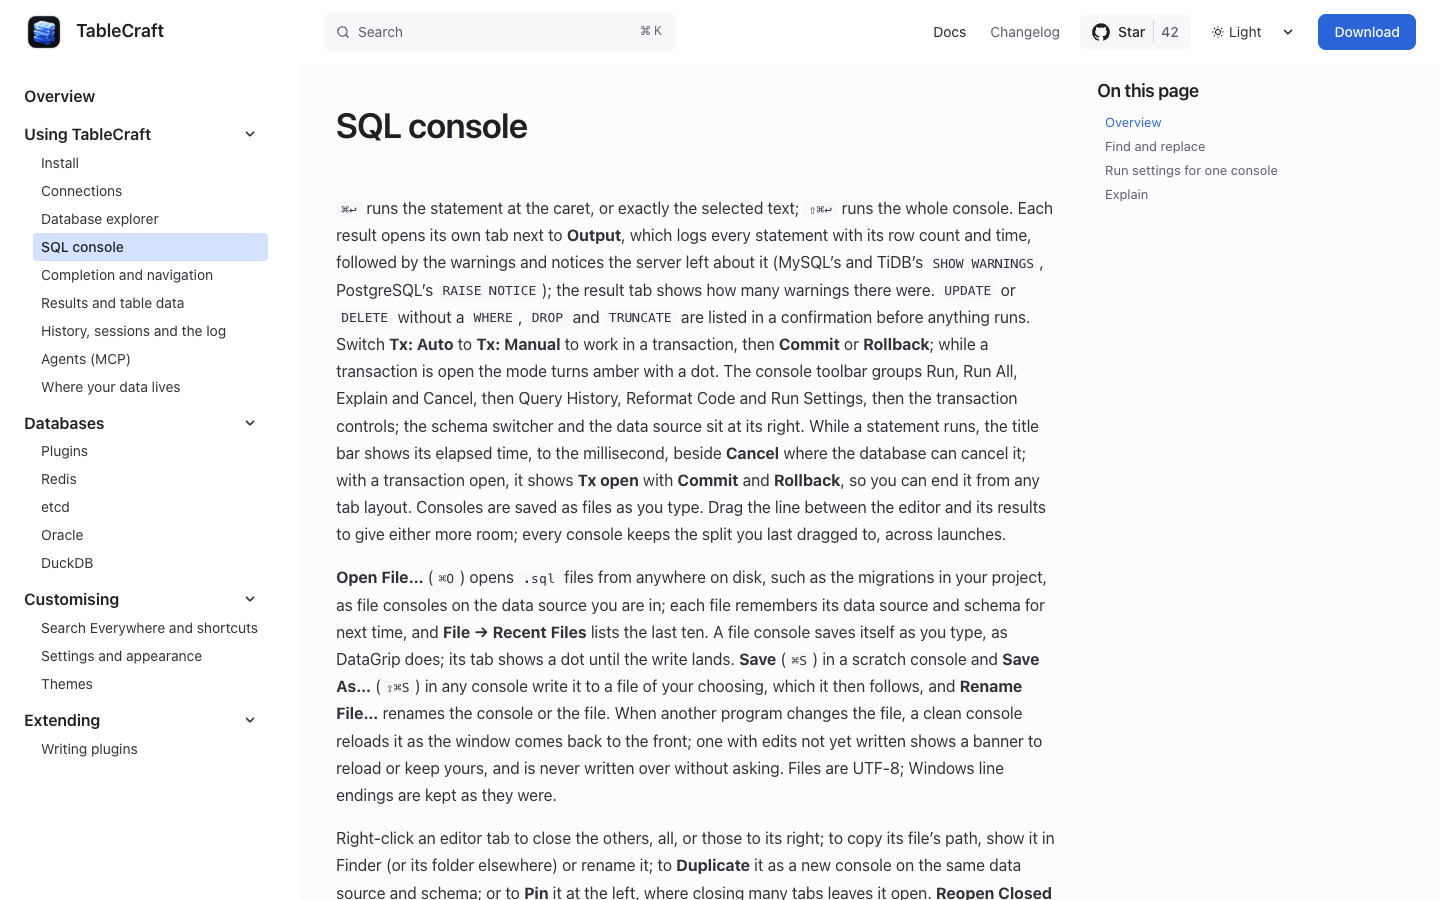 TableCraft
Search
⌘ K
Docs
Changelog
Star
42
Light
Download
Overview
Using TableCraft
Install
Connections
Database explorer
SQL console
Completion and navigation
Results and table data
History, sessions and the log
Agents (MCP)
Where your data lives
Databases
Plugins
Redis
etcd
Oracle
DuckDB
Customising
Search Everywhere and shortcuts
Settings and appearance
Themes
Extending
Writing plugins
SQL console
⌘↩ runs the statement at the caret, or exactly the selected text; ⇧⌘↩ runs the whole console. Each
result opens its own tab next to Output, which logs every statement with its row count and time,
followed by the warnings and notices the server left about it (MySQL’s and TiDB’s SHOW WARNINGS,
PostgreSQL’s RAISE NOTICE); the result tab shows how many warnings there were. UPDATE or
DELETE without a WHERE, DROP and TRUNCATE are listed in a confirmation before anything runs.
Switch Tx: Auto to Tx: Manual to work in a transaction, then Commit or Rollback; while a
transaction is open the mode turns amber with a dot. The console toolbar groups Run, Run All,
Explain and Cancel, then Query History, Reformat Code and Run Settings, then the transaction
controls; the schema switcher and the data source sit at its right. While a statement runs, the title
bar shows its elapsed time, to the millisecond, beside Cancel where the database can cancel it;
with a transaction open, it shows Tx open with Commit and Rollback, so you can end it from any
tab layout. Consoles are saved as files as you type. Drag the line between the editor and its results
to give either more room; every console keeps the split you last dragged to, across launches.
Open File… (⌘O) opens .sql files from anywhere on disk, such as the migrations in your project,
as file consoles on the data source you are in; each file remembers its data source and schema for
next time, and File → Recent Files lists the last ten. A file console saves itself as you type, as
DataGrip does; its tab shows a dot until the write lands. Save (⌘S) in a scratch console and Save
As… (⇧⌘S) in any console write it to a file of your choosing, which it then follows, and Rename
File… renames the console or the file. When another program changes the file, a clean console
reloads it as the window comes back to the front; one with edits not yet written shows a banner to
reload or keep yours, and is never written over without asking. Files are UTF-8; Windows line
endings are kept as they were.
Right-click an editor tab to close the others, all, or those to its right; to copy its file’s path, show it in
Finder (or its folder elsewhere) or rename it; to Duplicate it as a new console on the same data
source and schema; or to Pin it at the left, where closing many tabs leaves it open. Reopen Closed
On this page
Overview
Find and replace
Run settings for one console
Explain